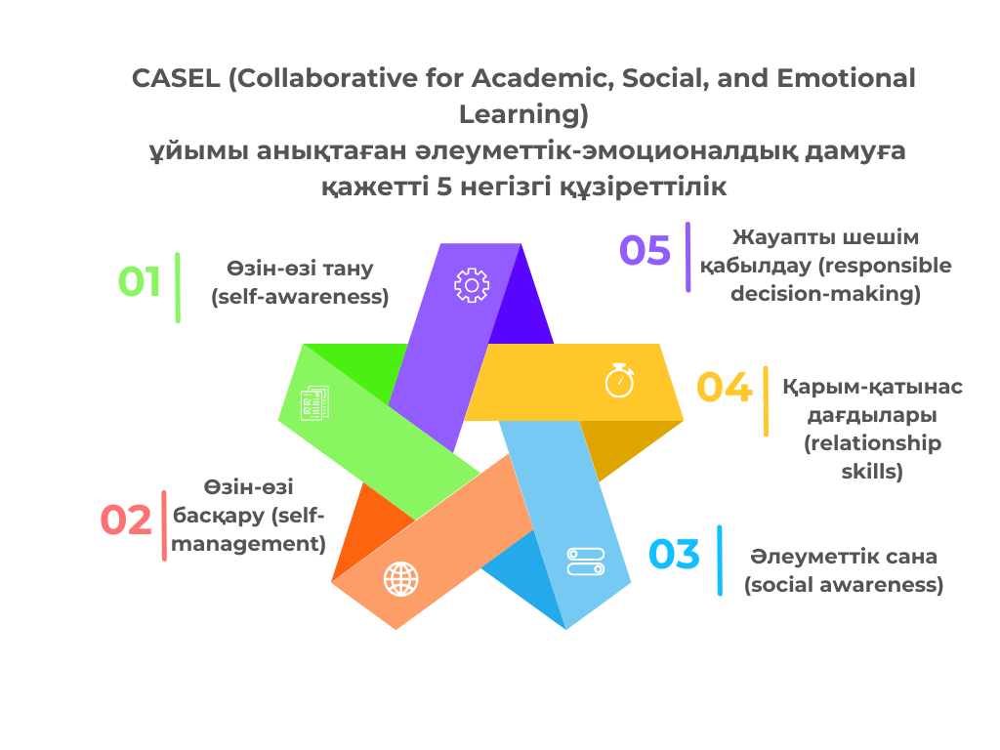 CASEL (Collaborative for Academic, Social, and Emotional
Learning)
ұйымы анықтаған әлеуметтік-эмоционалдық дамуға
қажетті 5 негізгі құзіреттілік
01
Өзін-өзі тану
(self-awareness)
02
Өзін-өзі
басқару (self-
management)
03
Әлеуметтік сана
(social awareness)
04
Қарым-қатынас
дағдылары
(relationship
skills)
05
Жауапты шешім
қабылдау (responsible
decision-making)